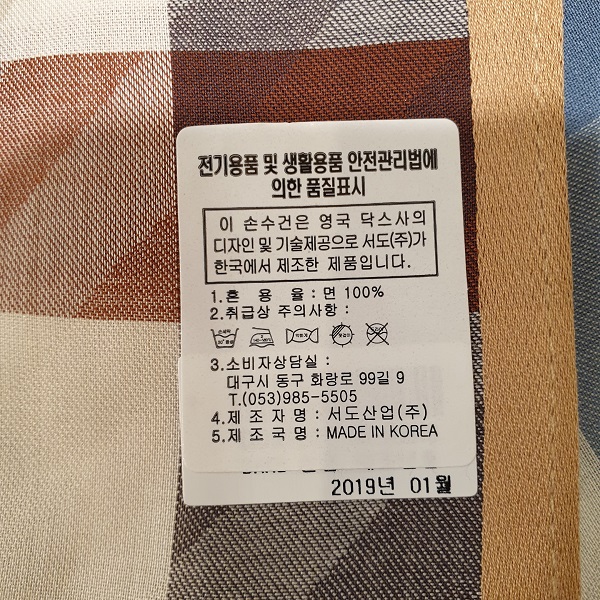 전기용품 및 생활용품 안전관리법에
의한 품질표시
이 손수건은 영국 닥스사의
디자인 및 기술제공으로 서도(주)가
한국에서 제조한 제품입니다.
1.혼 용 율 : 면 100%
2.취급상 주의사항 :
3.소비자상담실 :
대구시 동구 화랑로 99길 9
T.(053)985-5505
4.제 조 자 명 : 서도산업(주)
5.제 조 국 명 : MADE IN KOREA
2019년 01월